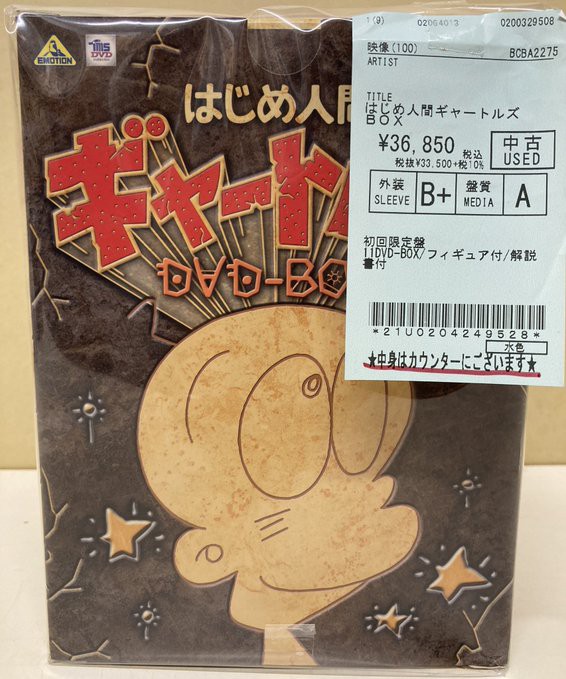 EMOTION
TMS DVD
はじめ人間
ギャートル
DVD-BO
1(9) 0200329508
映像(100) BCBA2275
ARTIST
TITLE
はじめ人間ギャートルズ
BOX
¥36,850 税込
税抜¥33,500+税10%
中古
USED
外装
SLEEVE
B+
盤質
MEDIA
A
初回限定盤
11DVD-BOX/フィギュア付/解説
書付
*21U0204249528*
水色
★中身はカウンターにございます★